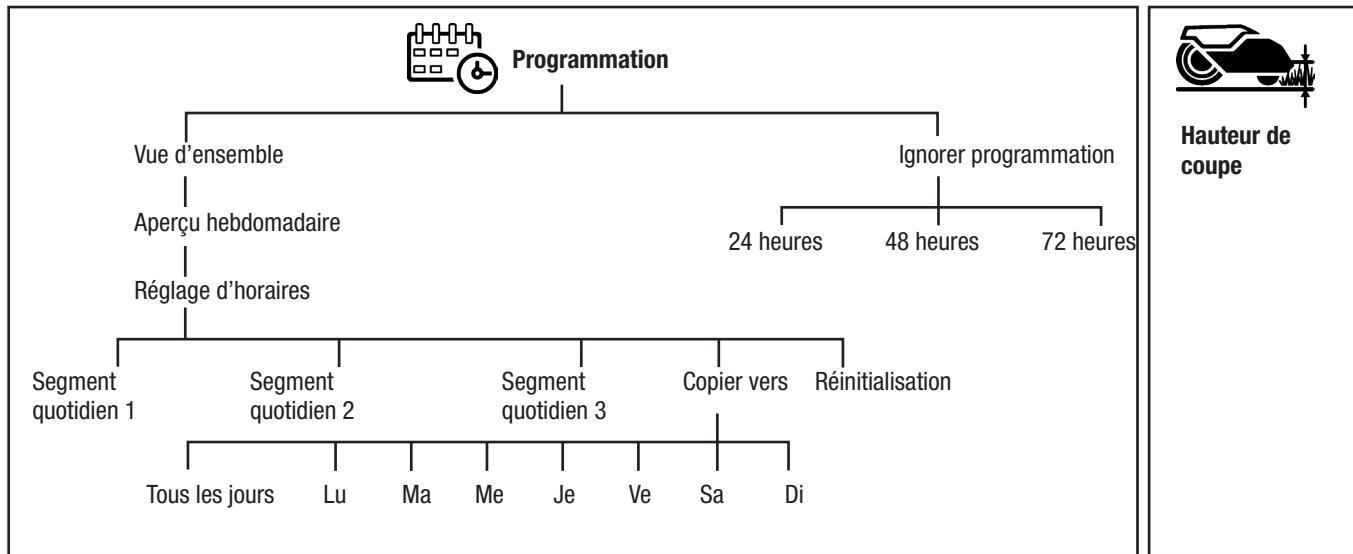 Programmation
Vue d'ensemble
Ignorer programmation
Aperçu hebdomadaire
24 heures
48 heures
72 heures
Réglage d'horaires
Segment
quotidien 1
Segment
quotidien 2
Segment
quotidien 3
Copier vers
Réinitialisation
Tous les jours
Lu
Ma
Me
Je
Ve
Sa
Di
Hauteur de
coupe